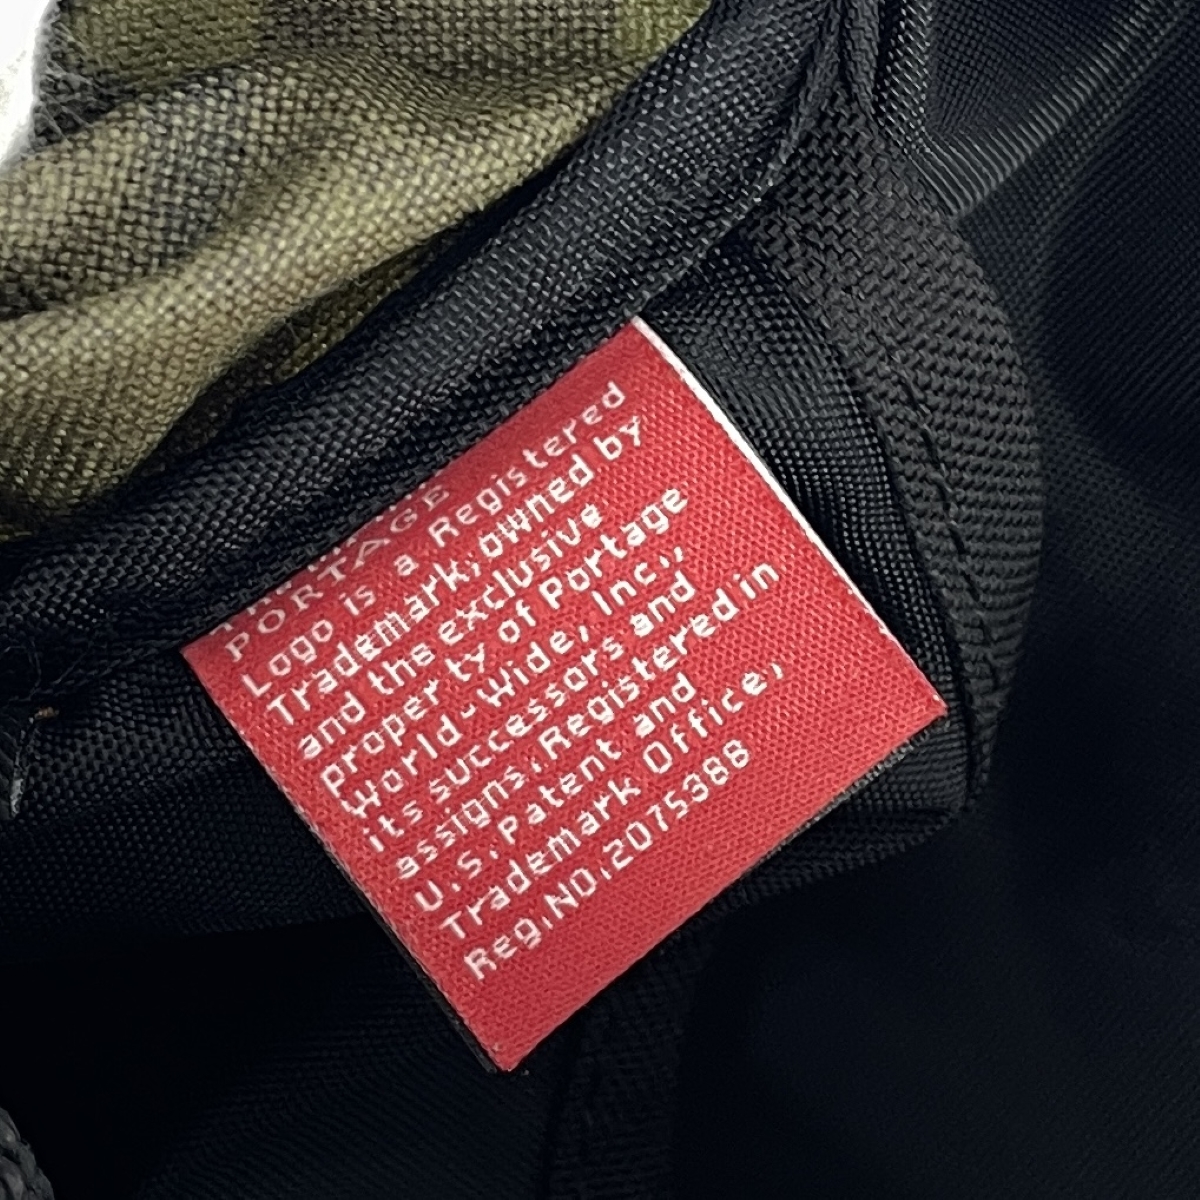 PORTAGE
Logo is a Registered
Trademark, owned by
and the exclusive
property of Portage
World-Wide, Inc.,
its successors and
assigns, Registered in
U.S. Patent and
Trademark Office,
Reg.NO.2075388